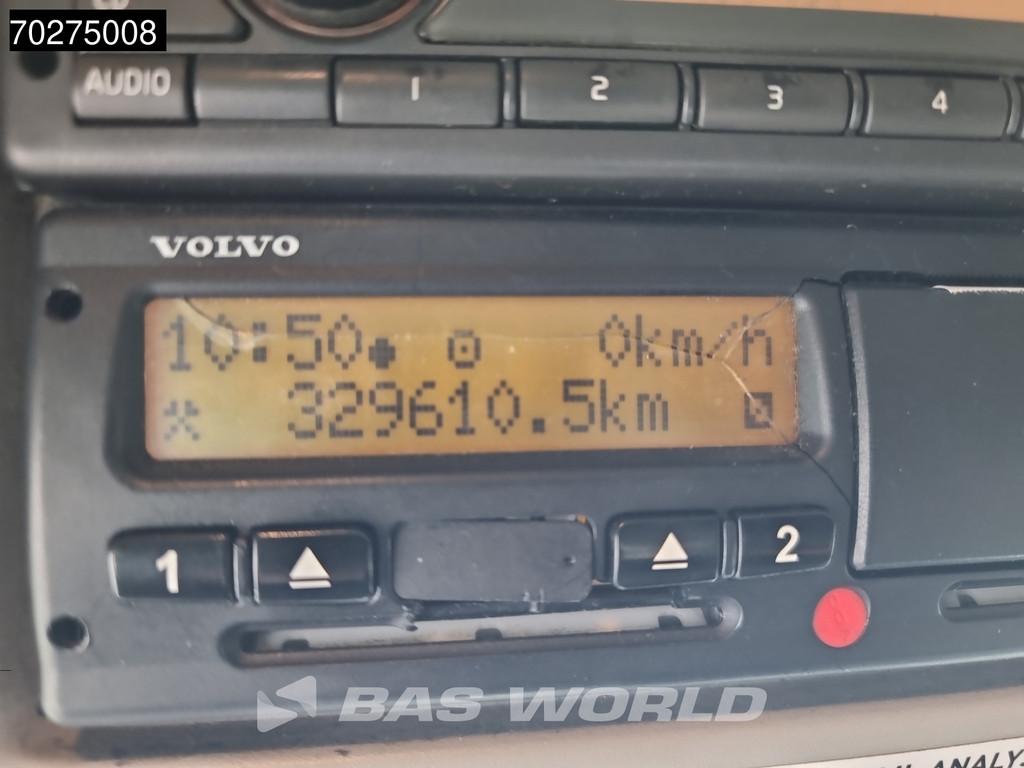 70275008
AUDIO 1 2 3 4
VOLVO
10:50 0km/h
329610.5km
1 2
BAS WORLD